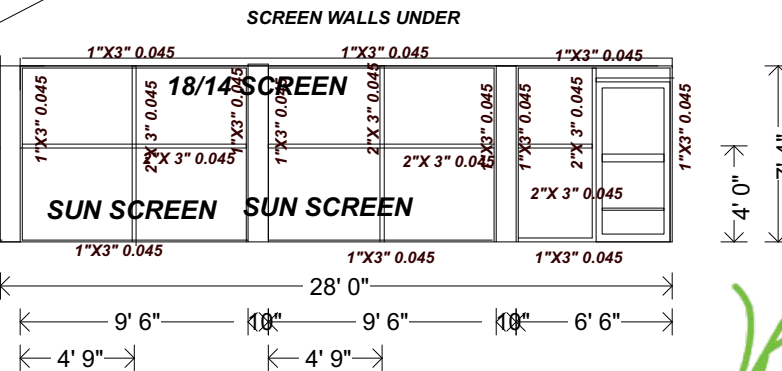 SCREEN WALLS UNDER
1"X3" 0.045
1"X3" 0.045
1"X3" 0.045
18/14 SCREEN
1"X3" 0.045
2"X 3" 0.045
1"X3" 0.045
1"X3" 0.045
2"X 3" 0.045
1"X3" 0.045
1"X3" 0.045
2"X 3" 0.045
1"X3" 0.045
2"X 3" 0.045
2"X 3" 0.045
2"X 3" 0.045
SUN SCREEN
SUN SCREEN
4' 0"
7' 4"
1"X3" 0.045
1"X3" 0.045
1"X3" 0.045
28' 0"
9' 6"
10"
9' 6"
10"
6' 6"
4' 9"
4' 9"